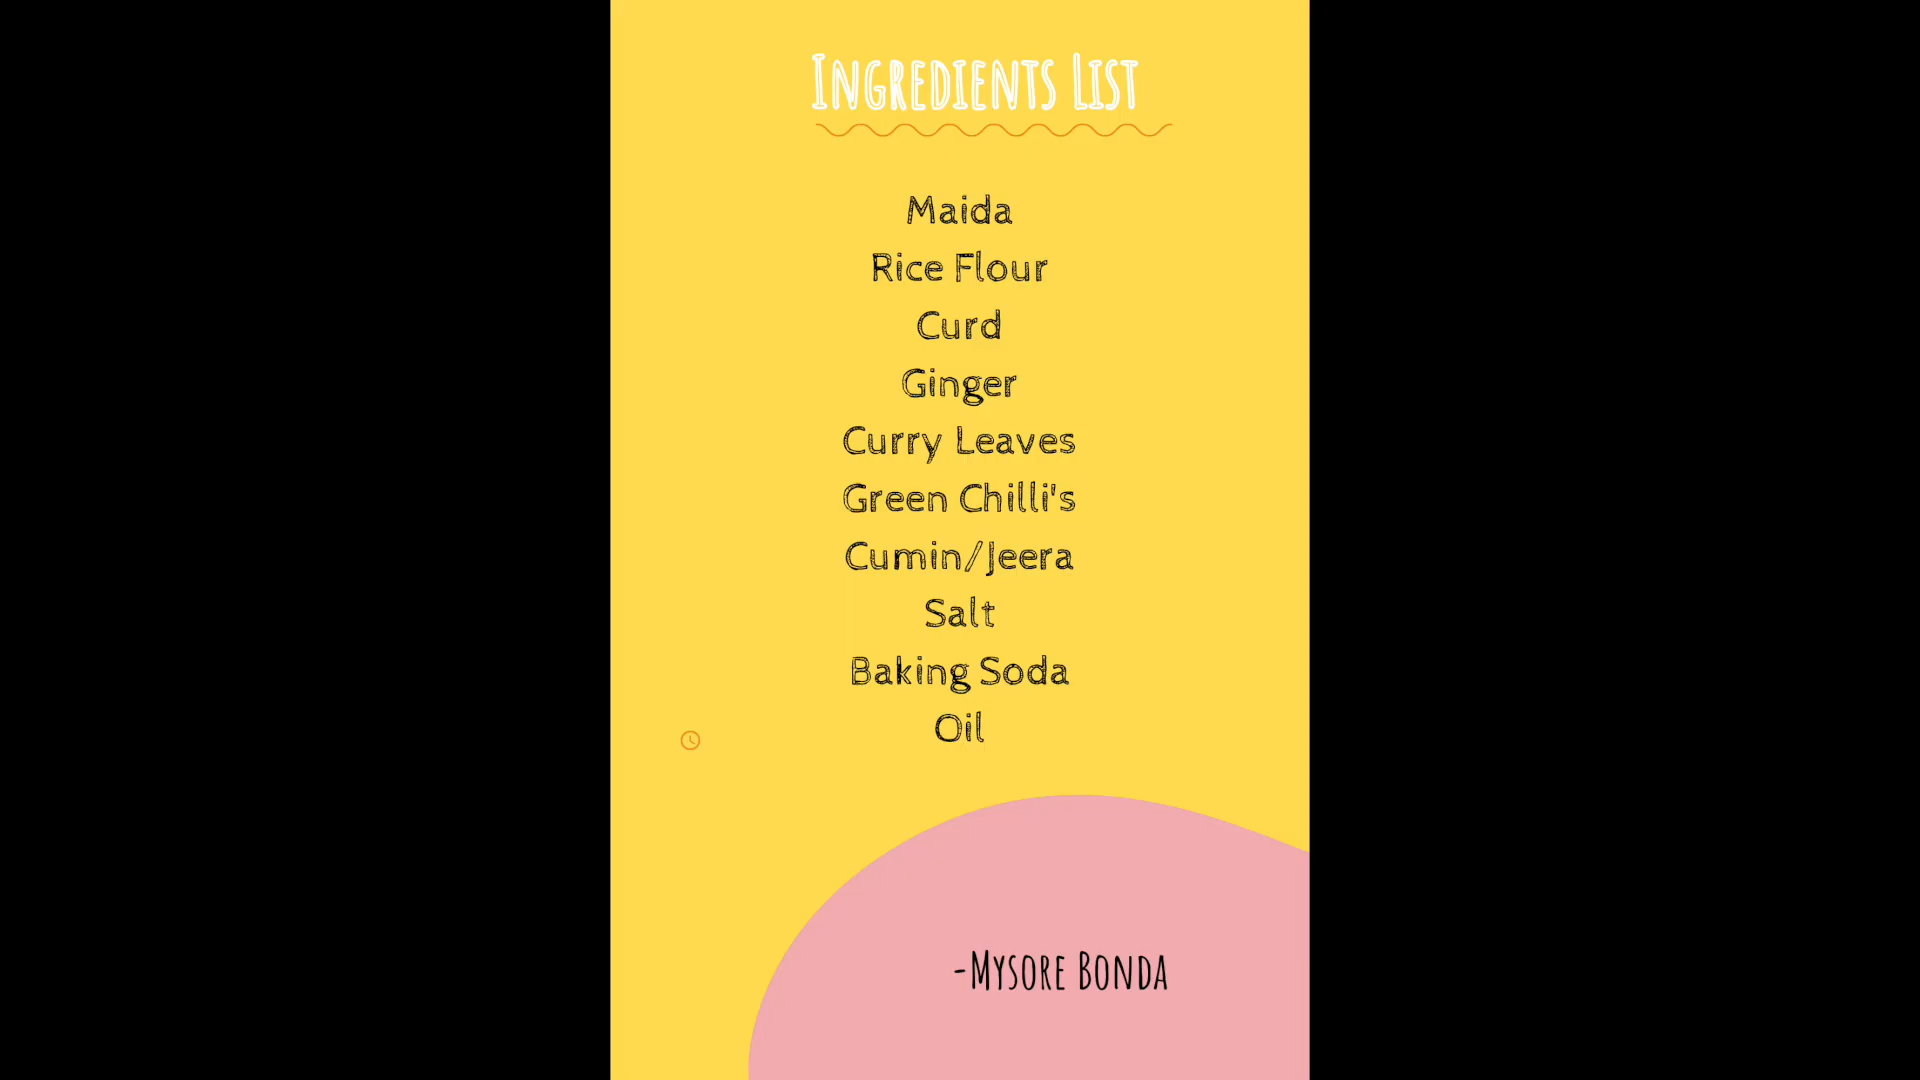 Ingredients List
Maida
Rice Flour
Curd
Ginger
Curry Leaves
Green Chilli's
Cumin/Jeera
Salt
Baking Soda
Oil
-Mysore Bonda